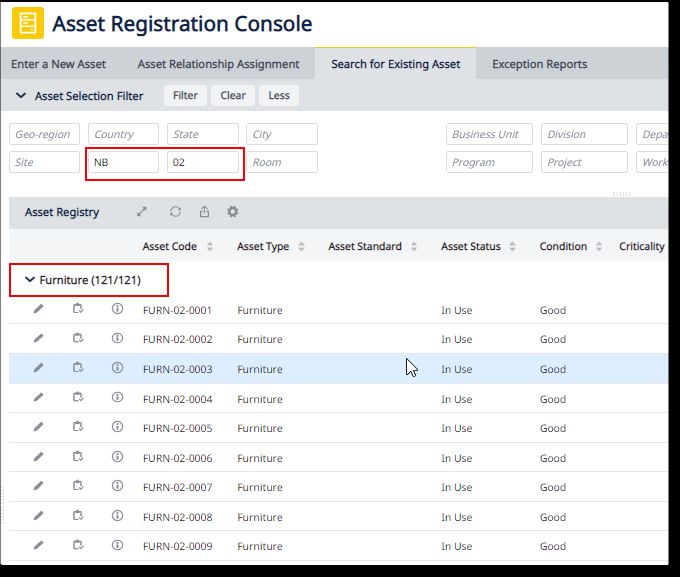 Asset Registration Console
Enter a New Asset Asset Relationship Assignment Search for Existing Asset Exception Reports
Asset Selection Filter Filter Clear Less
Geo-region Country State City Business Unit Division Depa
Site NB 02 Room Program Project Work
Asset Registry
Asset Code Asset Type Asset Standard Asset Status Condition Criticality
Furniture (121/121)
FURN-02-0001 Furniture In Use Good
FURN-02-0002 Furniture In Use Good
FURN-02-0003 Furniture In Use Good
FURN-02-0004 Furniture In Use Good
FURN-02-0005 Furniture In Use Good
FURN-02-0006 Furniture In Use Good
FURN-02-0007 Furniture In Use Good
FURN-02-0008 Furniture In Use Good
FURN-02-0009 Furniture In Use Good